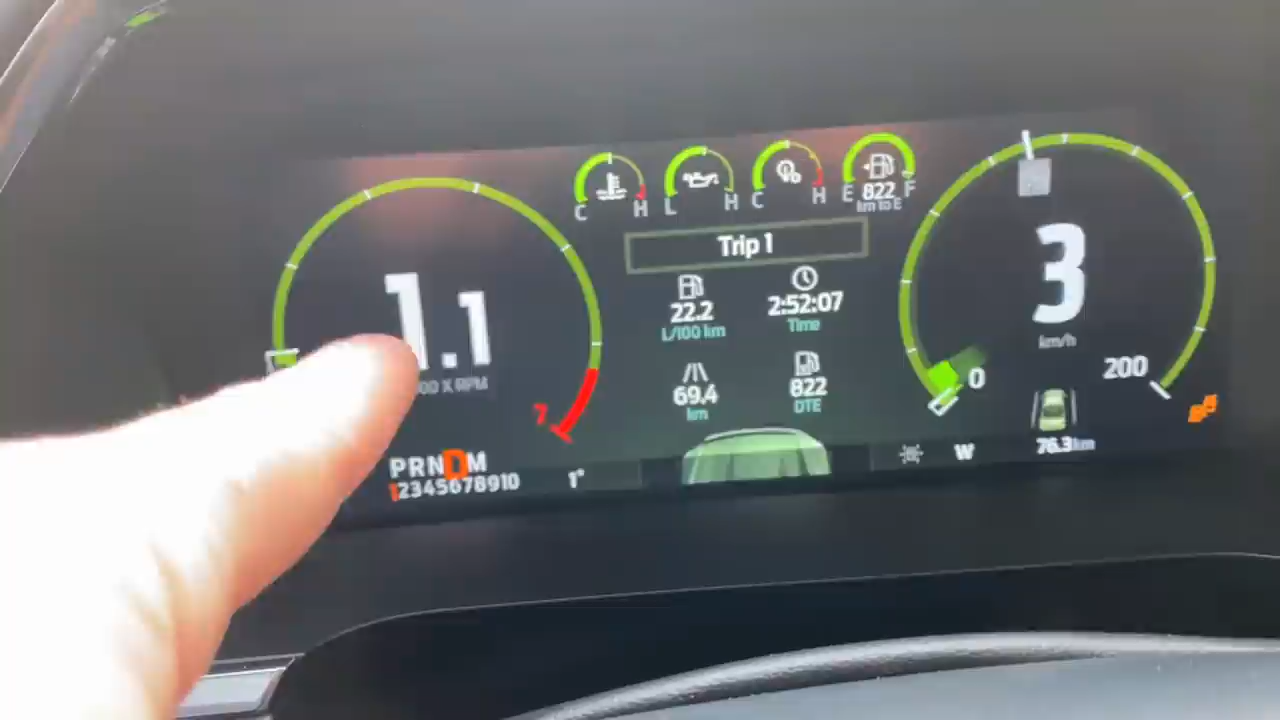 C H L H C H E 822 F
km to E
Trip 1
1.1
00 X RPM
7
22.2
L/100 km
2:52:07
Time
69.4
km
822
DTE
3
km/h
0
200
PRNDM
12345678910
1°
W
76.3 km